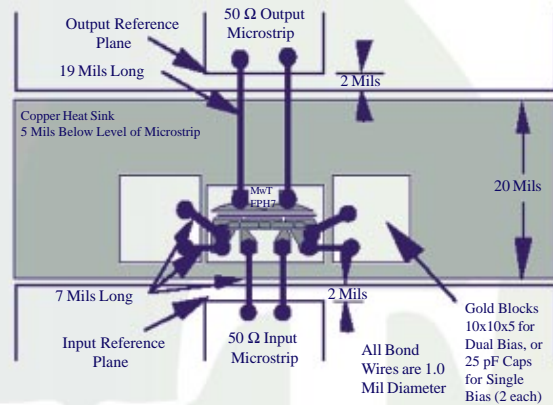 Output Reference
Plane
50 Ω Output
Microstrip
19 Mils Long
2 Mils
Copper Heat Sink
5 Mils Below Level of Microstrip
MwT
EPH7
20 Mils
7 Mils Long
2 Mils
Input Reference
Plane
50 Ω Input
Microstrip
All Bond
Wires are 1.0
Mil Diameter
Gold Blocks
10x10x5 for
Dual Bias, or
25 pF Caps
for Single
Bias (2 each)